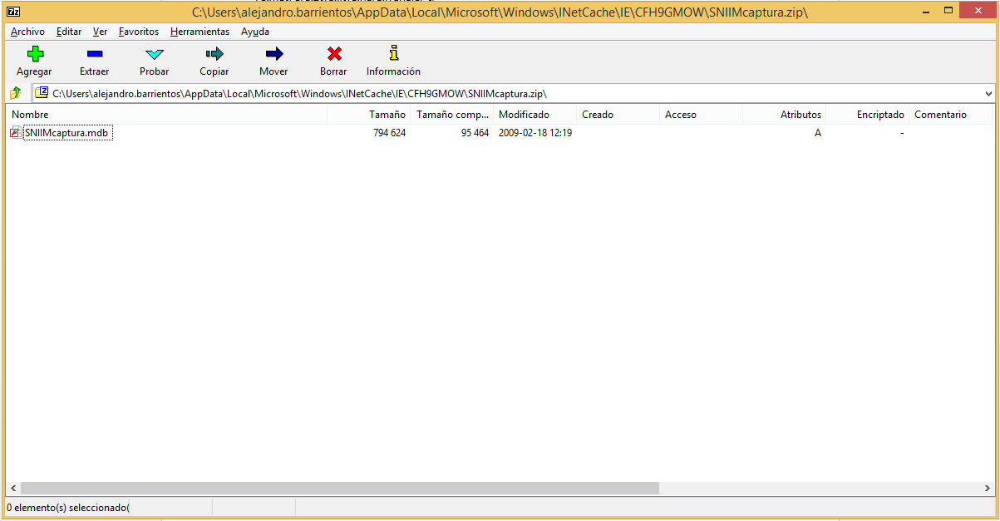 C:\Users\alejandro.barrientos\AppData\Local\Microsoft\Windows\INetCache\IE\CFH9GMOW\SNIIMcaptura.zip\
Archivo Editar Ver Favoritos Herramientas Ayuda
Agregar Extraer Probar Copiar Mover Borrar Información
C:\Users\alejandro.barrientos\AppData\Local\Microsoft\Windows\INetCache\IE\CFH9GMOW\SNIIMcaptura.zip\
Nombre Tamaño Tamaño comp... Modificado Creado Acceso Atributos Encriptado Comentario
SNIIMcaptura.mdb 794 624 95 464 2009-02-18 12:19 A -
0 elemento(s) seleccionado(